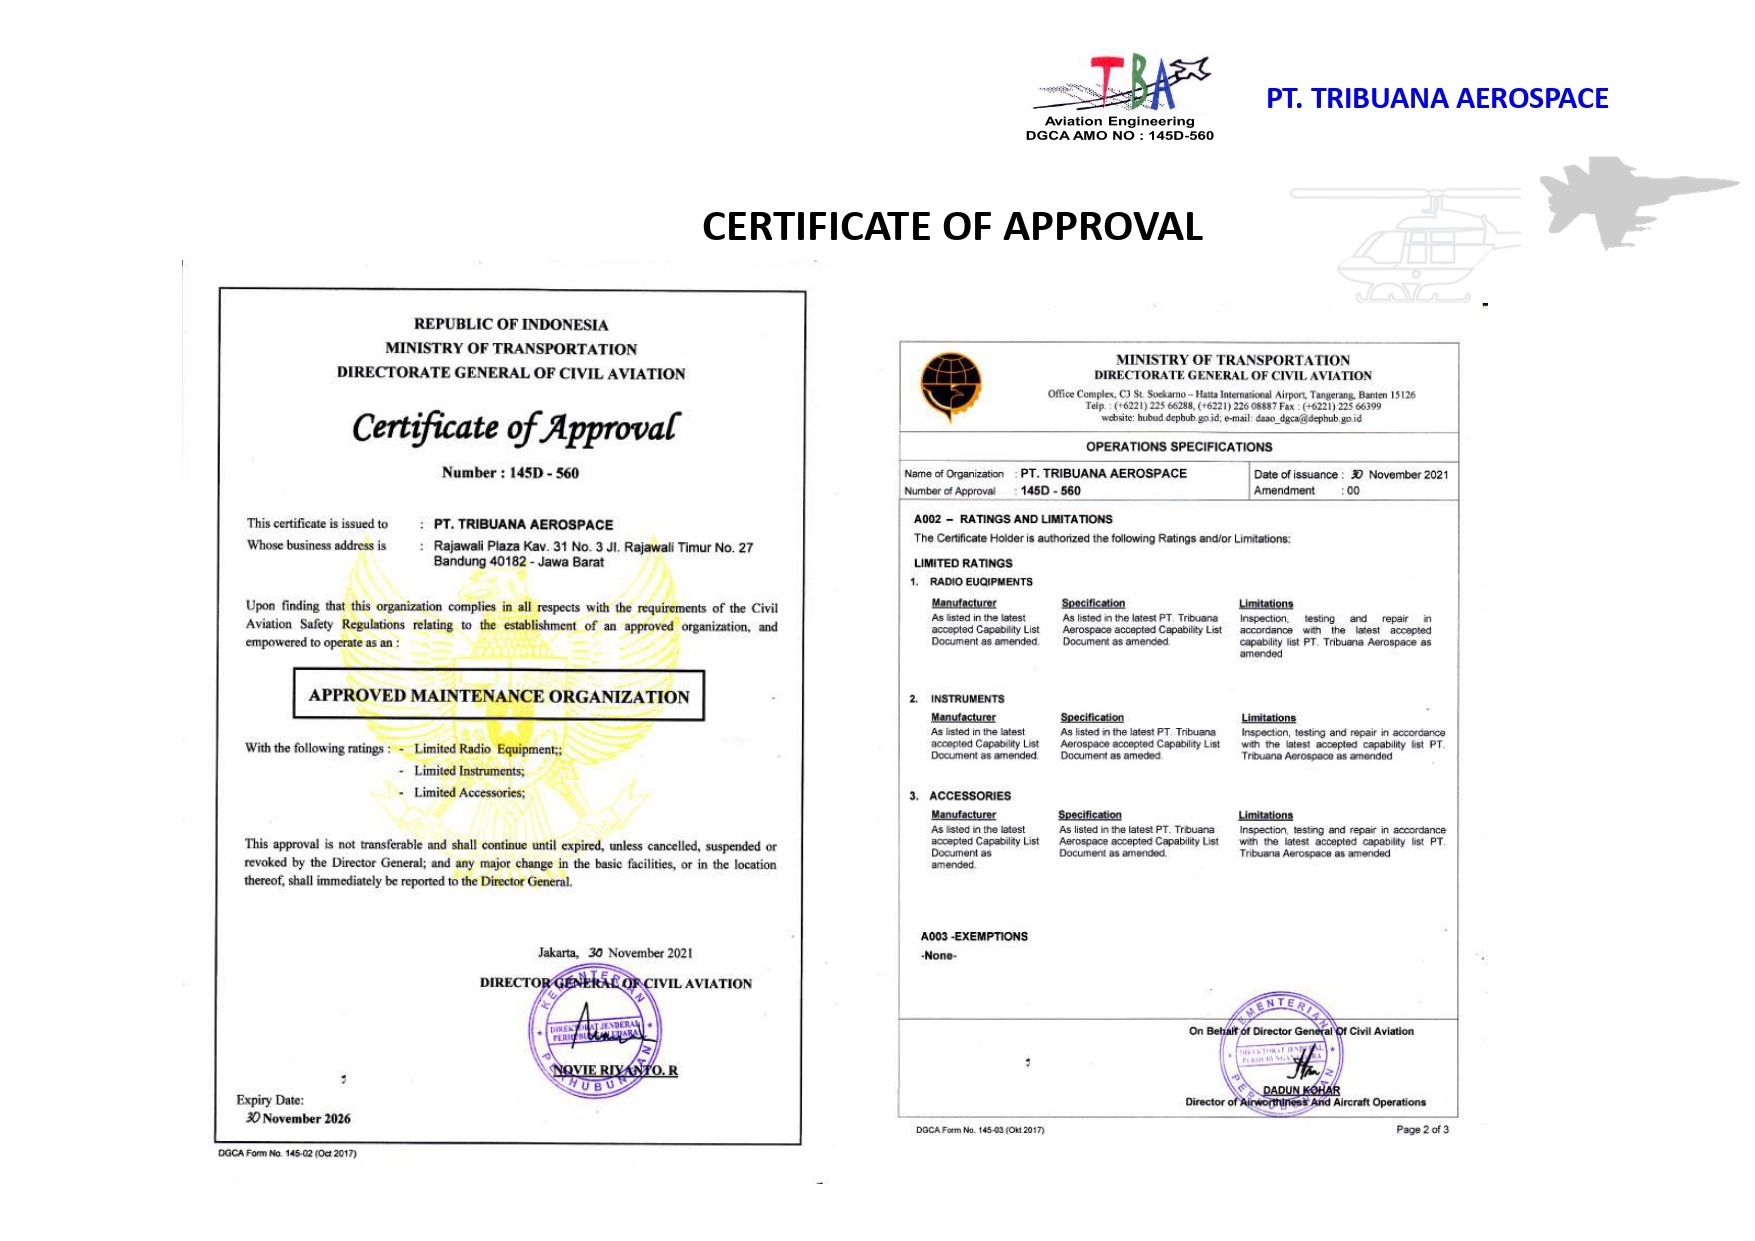 TBA
Aviation Engineering
DGCA AMO NO : 145D-560
PT. TRIBUANA AEROSPACE
CERTIFICATE OF APPROVAL
REPUBLIC OF INDONESIA
MINISTRY OF TRANSPORTATION
DIRECTORATE GENERAL OF CIVIL AVIATION
Certificate of Approval
Number : 145D - 560
This certificate is issued to : PT. TRIBUANA AEROSPACE
Whose business address is : Rajawali Plaza Kav. 31 No. 3 Jl. Rajawali Timur No. 27
Bandung 40182 - Jawa Barat
Upon finding that this organization complies in all respects with the requirements of the Civil
Aviation Safety Regulations relating to the establishment of an approved organization, and
empowered to operate as an :
APPROVED MAINTENANCE ORGANIZATION
With the following ratings : - Limited Radio Equipment;;
- Limited Instruments;
- Limited Accessories;
This approval is not transferable and shall continue until expired, unless cancelled, suspended or
revoked by the Director General; and any major change in the basic facilities, or in the location
thereof, shall immediately be reported to the Director General.
Jakarta, 30 November 2021
DIRECTOR GENERAL OF CIVIL AVIATION
KEMENTERIAN
DIREKTORAT JENDERAL
PERHUBUNGAN UDARA
PERHUBUNGAN
NOVIE RIYANTO. R
Expiry Date:
30 November 2026
DGCA Form No. 145-02 (Oct 2017)
MINISTRY OF TRANSPORTATION
DIRECTORATE GENERAL OF CIVIL AVIATION
Office Complex, C3 St. Soekarno – Hatta International Airport, Tangerang, Banten 15126
Telp. : (+6221) 225 66288, (+6221) 226 08887 Fax : (+6221) 225 66399
website: hubud.dephub.go.id; e-mail: daao_dgca@dephub.go.id
OPERATIONS SPECIFICATIONS
Name of Organization : PT. TRIBUANA AEROSPACE
Number of Approval : 145D - 560
Date of issuance : 30 November 2021
Amendment : 00
A002 – RATINGS AND LIMITATIONS
The Certificate Holder is authorized the following Ratings and/or Limitations:
LIMITED RATINGS
1. RADIO EUQIPMENTS
Manufacturer
As listed in the latest
accepted Capability List
Document as amended.
Specification
As listed in the latest PT. Tribuana
Aerospace accepted Capability List
Document as amended.
Limitations
Inspection, testing and repair in
accordance with the latest accepted
capability list PT. Tribuana Aerospace as
amended
2. INSTRUMENTS
Manufacturer
As listed in the latest
accepted Capability List
Document as amended.
Specification
As listed in the latest PT. Tribuana
Aerospace accepted Capability List
Document as ameded.
Limitations
Inspection, testing and repair in accordance
with the latest accepted capability list PT.
Tribuana Aerospace as amended
3. ACCESSORIES
Manufacturer
As listed in the latest
accepted Capability List
Document as
amended.
Specification
As listed in the latest PT. Tribuana
Aerospace accepted Capability List
Document as amended.
Limitations
Inspection, testing and repair in accordance
with the latest accepted capability list PT.
Tribuana Aerospace as amended
A003 -EXEMPTIONS
-None-
On Behalf of Director General Of Civil Aviation
DADUN KOHAR
Director of Airworthiness And Aircraft Operations
DGCA Form No. 145-03 (Okt 2017)
Page 2 of 3